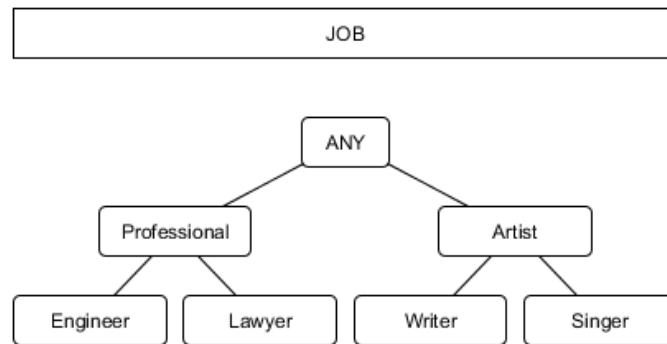 JOB
ANY
Professional
Artist
Engineer
Lawyer
Writer
Singer